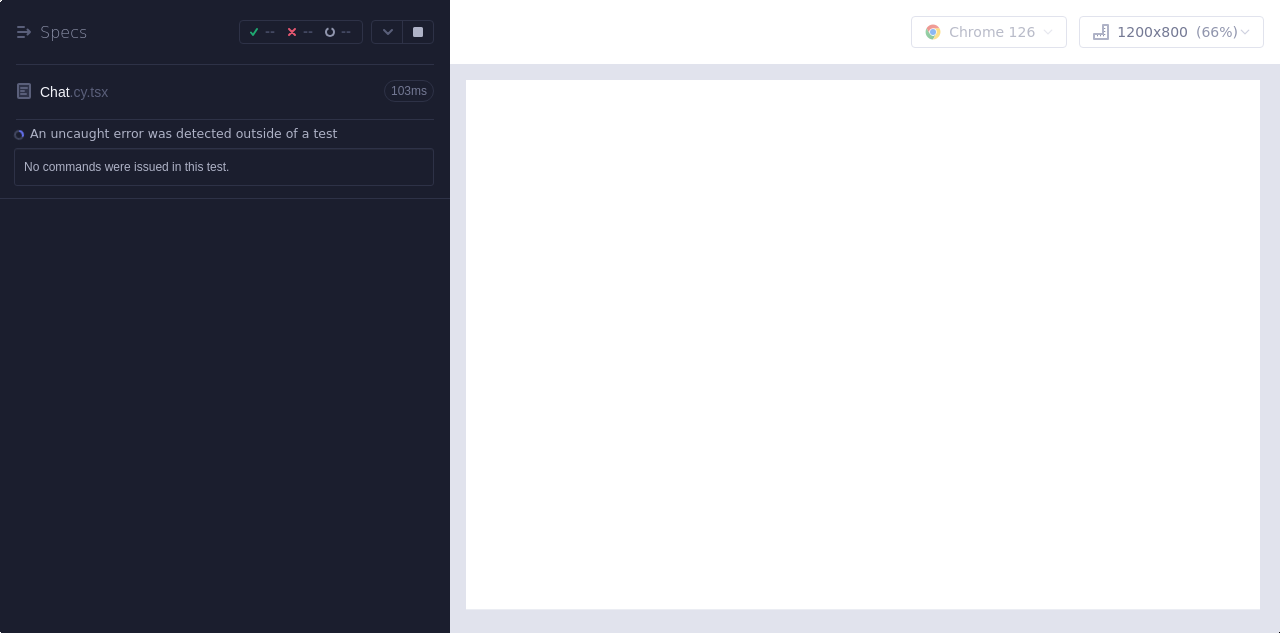 Specs
-- -- --
Chrome 126
1200x800 (66%)
Chat.cy.tsx
103ms
An uncaught error was detected outside of a test
No commands were issued in this test.